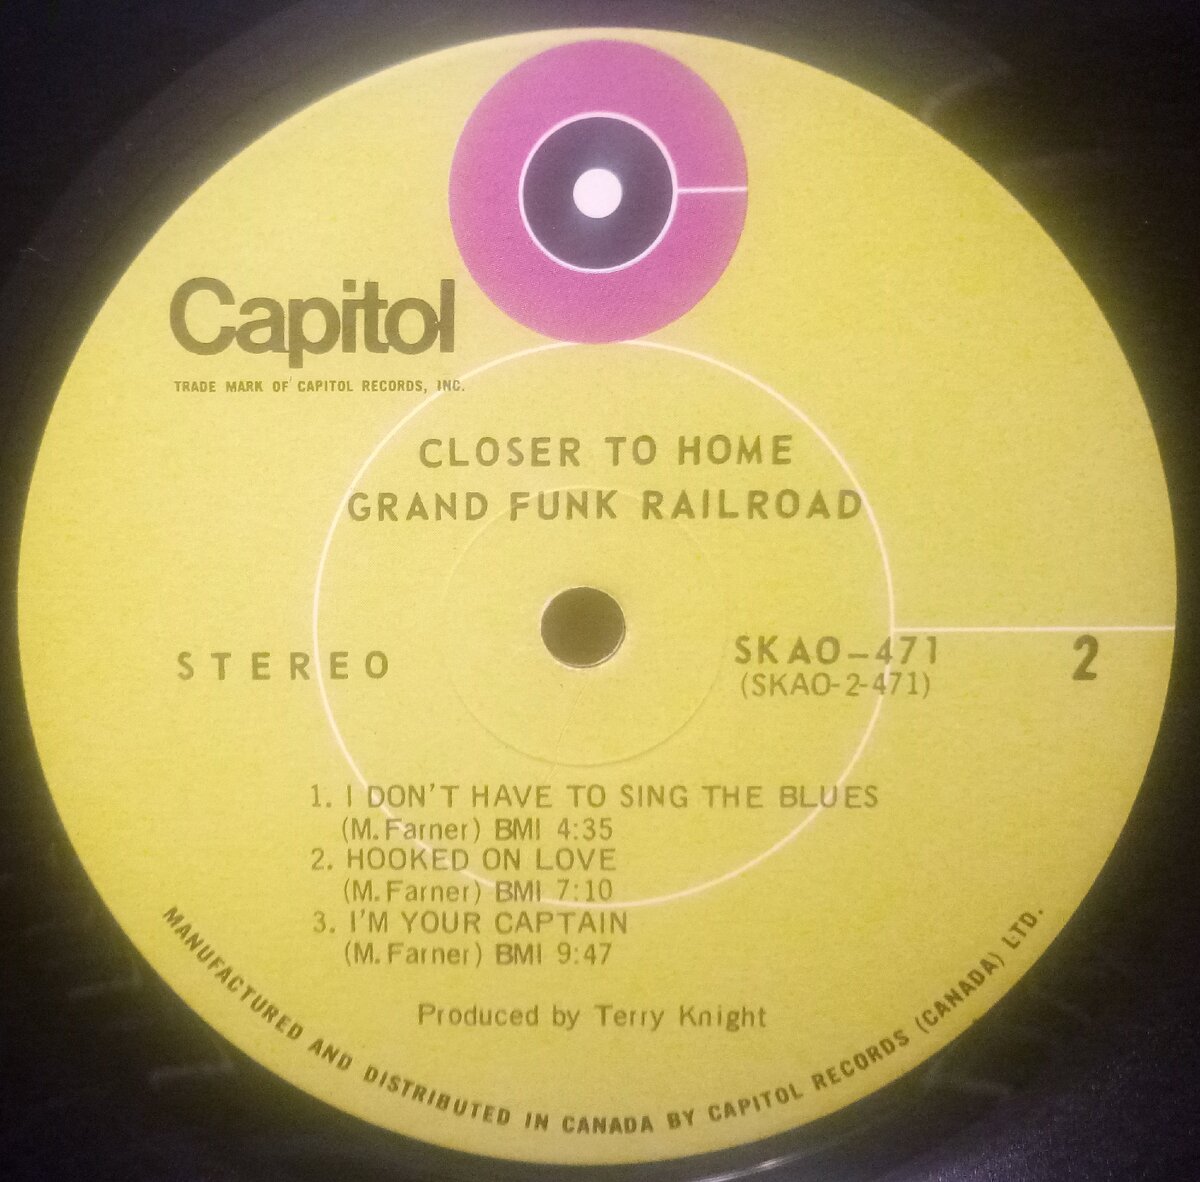 Capitol
TRADE MARK OF CAPITOL RECORDS, INC.
CLOSER TO HOME
GRAND FUNK RAILROAD
STEREO
SKAO-471
(SKAO-2-471)
2
1. I DON'T HAVE TO SING THE BLUES
(M. Farner) BMI 4:35
2. HOOKED ON LOVE
(M. Farner) BMI 7:10
3. I'M YOUR CAPTAIN
(M. Farner) BMI 9:47
Produced by Terry Knight
MANUFACTURED AND DISTRIBUTED IN CANADA BY CAPITOL RECORDS (CANADA) LTD.